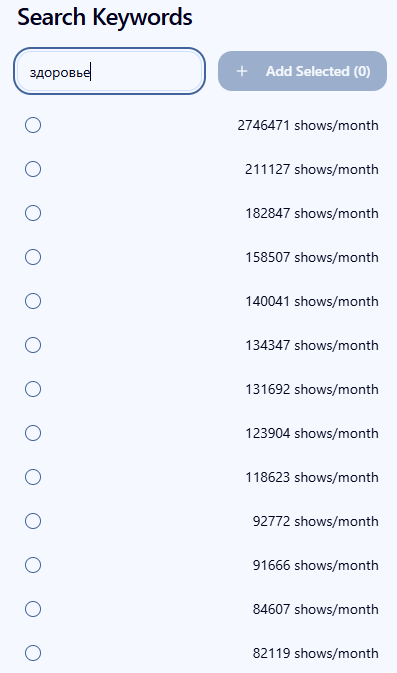 Search Keywords
здоровье
+ Add Selected (0)
2746471 shows/month
211127 shows/month
182847 shows/month
158507 shows/month
140041 shows/month
134347 shows/month
131692 shows/month
123904 shows/month
118623 shows/month
92772 shows/month
91666 shows/month
84607 shows/month
82119 shows/month